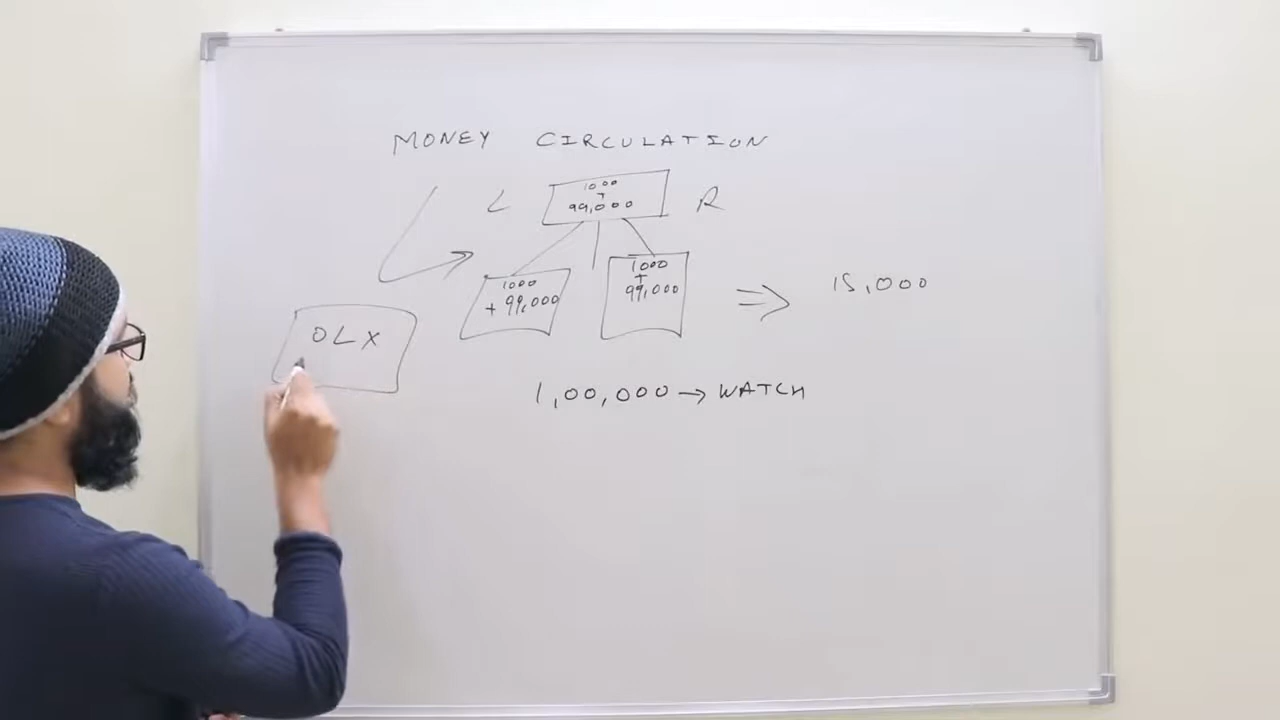 MONEY CIRCULATION
L 1000 R
+
99,000
1000 1000
+ 99,000 +
99,000
⇒ 15,000
OLX
1,00,000 → WATCH